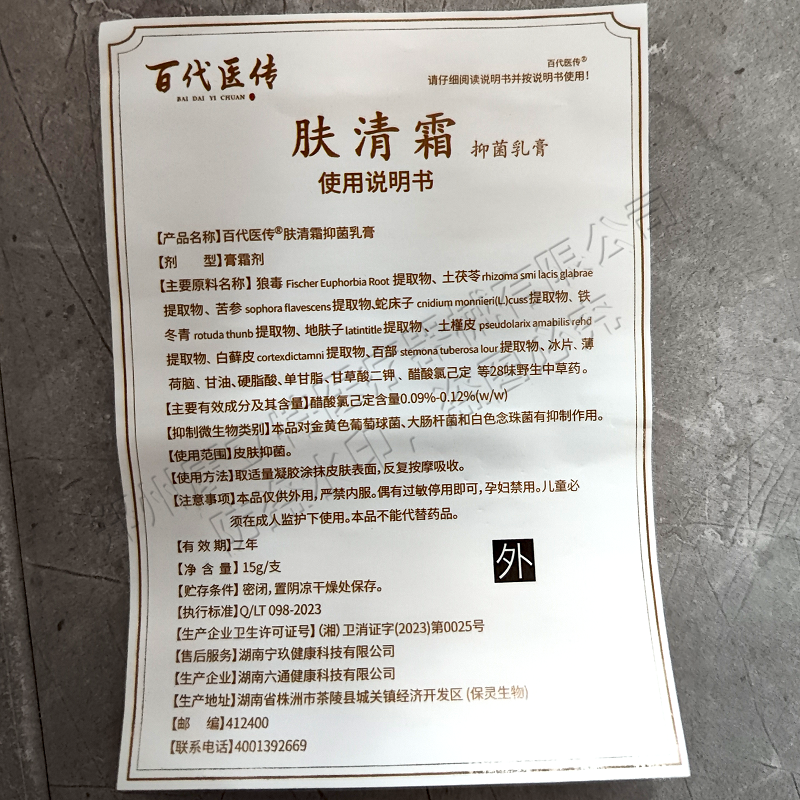 百代医传
BAI DAI YI CHUAN
百代医传®
请仔细阅读说明书并按说明书使用!
肤清霜 抑菌乳膏
使用说明书
【产品名称】百代医传®肤清霜抑菌乳膏
【剂 型】膏霜剂
【主要原料名称】狼毒 Fischer Euphorbia Root 提取物、土茯苓 rhizoma smi lacis glabrae
提取物、苦参 sophora flavescens 提取物、蛇床子 cnidium monnieri(L.)cuss 提取物、铁
冬青 rotuda thunb 提取物、地肤子 latintitle 提取物、土槿皮 pseudolarix amabilis rehd
提取物、白藓皮 cortexdictamni 提取物、百部 stemona tuberosa lour 提取物、冰片、薄
荷脑、甘油、硬脂酸、单甘脂、甘草酸二钾、醋酸氯己定 等28味野生中草药。
【主要有效成分及其含量】醋酸氯己定含量0.09%-0.12%(w/w)
【抑制微生物类别】本品对金黄色葡萄球菌、大肠杆菌和白色念珠菌有抑制作用。
【使用范围】皮肤抑菌。
【使用方法】取适量凝胶涂抹皮肤表面,反复按摩吸收。
【注意事项】本品仅供外用,严禁内服。偶有过敏停用即可,孕妇禁用。儿童必
须在成人监护下使用。本品不能代替药品。
【有 效 期】二年
【净 含 量】15g/支
【贮存条件】密闭,置阴凉干燥处保存。
【执行标准】Q/LT 098-2023
【生产企业卫生许可证号】(湘)卫消证字(2023)第0025号
【售后服务】湖南宁玖健康科技有限公司
【生产企业】湖南六通健康科技有限公司
【生产地址】湖南省株洲市茶陵县城关镇经济开发区 (保灵生物)
【邮 编】412400
【联系电话】4001392669
外